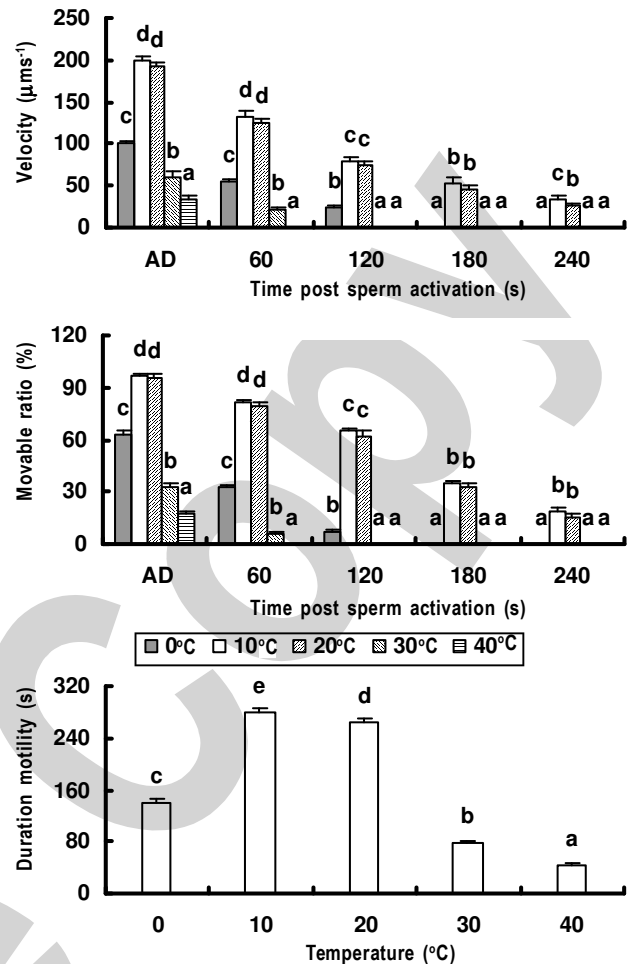 Velocity (µms⁻¹)
250
200
150
100
50
0
c d d b a
c d d b a
b c c a a
a b b a a
a c b a a
AD 60 120 180 240
Time post sperm activation (s)
Movable ratio (%)
120
90
60
30
0
c d d b a
c d d b a
b c c a a
a b b a a
a b b a a
AD 60 120 180 240
Time post sperm activation (s)
0°C 10°C 20°C 30°C 40°C
Duration motility (s)
320
240
160
80
0
c e d b a
0 10 20 30 40
Temperature (°C)
Copy